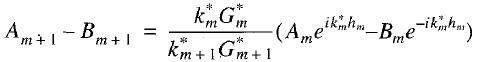 $A_{m+1} - B_{m+1} = \frac{k_m^* G_m^*}{k_{m+1}^* G_{m+1}^*} ( A_m e^{i k_m^* h_m} - B_m e^{-i k_m^* h_m} )$